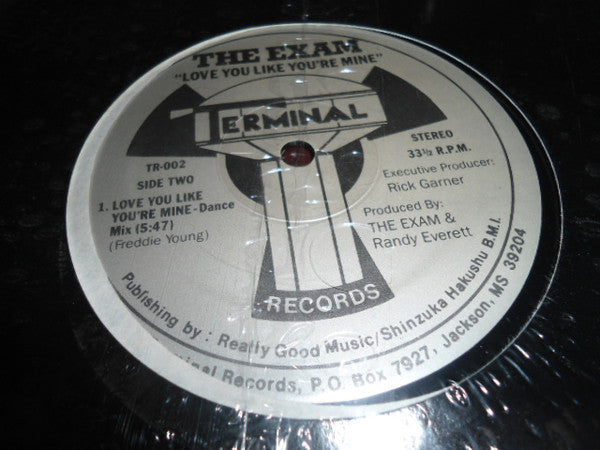 THE EXAM
"LOVE YOU LIKE YOU'RE MINE"
TERMINAL
TR-002
SIDE TWO
1. LOVE YOU LIKE
YOU'RE MINE-Dance
Mix (5:47)
(Freddie Young)
STEREO
33⅓ R.P.M.
Executive Producer:
Rick Garner
Produced By:
THE EXAM &
Randy Everett
RECORDS
Publishing by: Really Good Music/Shinzuka Hakushu B.M.I.
Records, P.O. Box 7927, Jackson, MS 39204